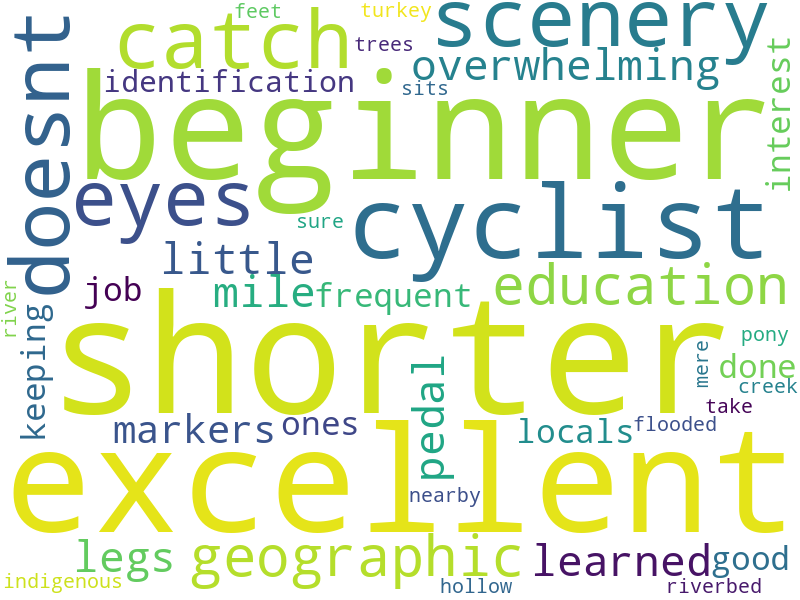 feet
turkey
scenery
catch
trees
overwhelming
identification
sits
interest
doesnt
beginner
eyes
cyclist
sure
little
education
job
mile
frequent
river
keeping
shorter
pony
mere
done
creek
pedal
take
markers
ones
locals
flooded
excellent
nearby
legs
geographic
learned
good
indigenous
hollow
riverbed